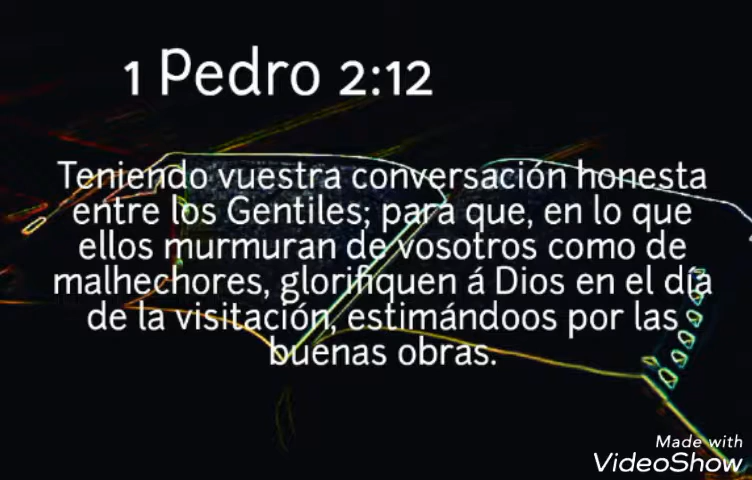 1 Pedro 2:12
Teniendo vuestra conversación honesta
entre los Gentiles; para que, en lo que
ellos murmuran de vosotros como de
malhechores, glorifiquen á Dios en el día
de la visitación, estimándoos por las
buenas obras.
Made with
VideoShow